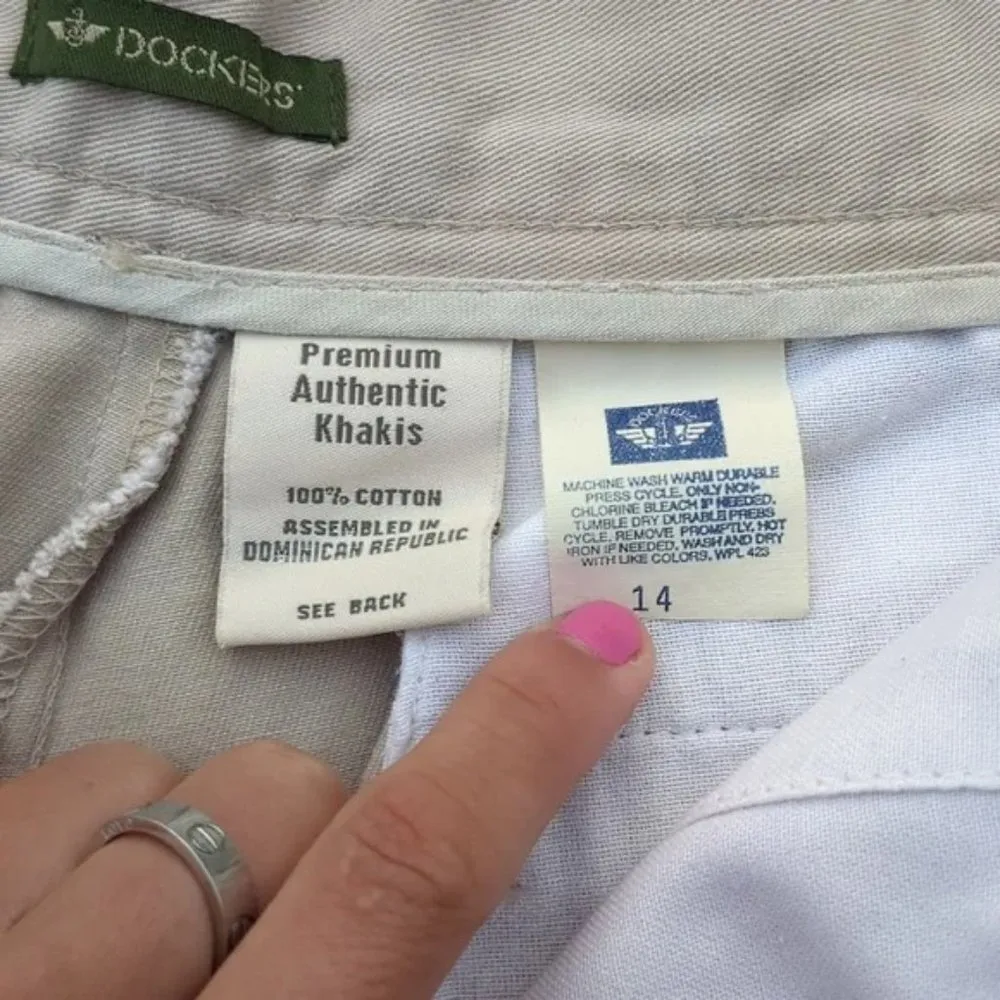 DOCKERS
Premium
Authentic
Khakis
100% COTTON
ASSEMBLED IN
DOMINICAN REPUBLIC
SEE BACK
DOCKERS
MACHINE WASH WARM DURABLE
PRESS CYCLE, ONLY NON-
CHLORINE BLEACH IF NEEDED,
TUMBLE DRY DURABLE PRESS
CYCLE, REMOVE PROMPTLY, HOT
IRON IF NEEDED. WASH AND DRY
WITH LIKE COLORS, WPL 423
14